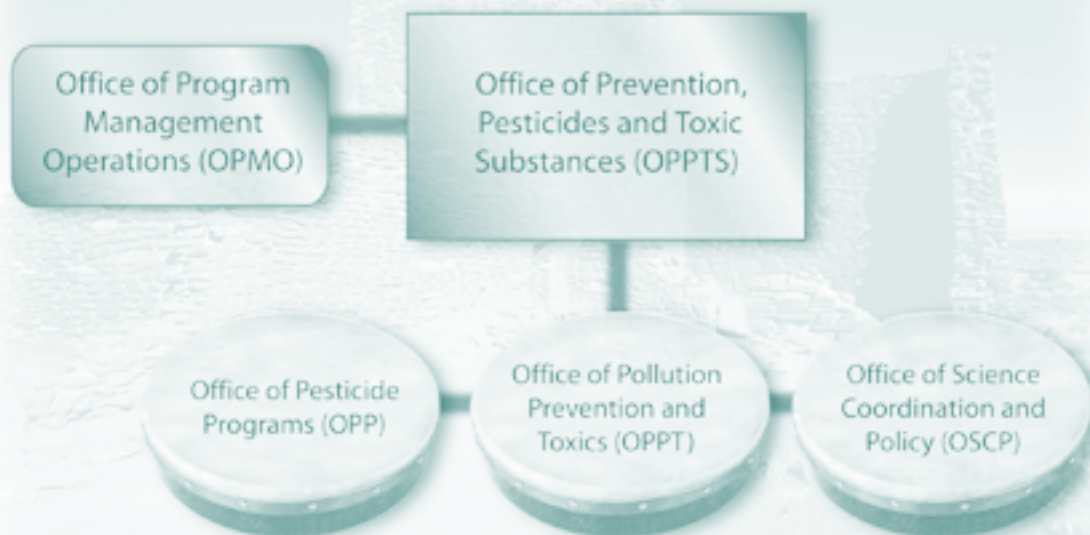 Office of Program
Management
Operations (OPMO)
Office of Prevention,
Pesticides and Toxic
Substances (OPPTS)
Office of Pesticide
Programs (OPP)
Office of Pollution
Prevention and
Toxics (OPPT)
Office of Science
Coordination and
Policy (OSCP)